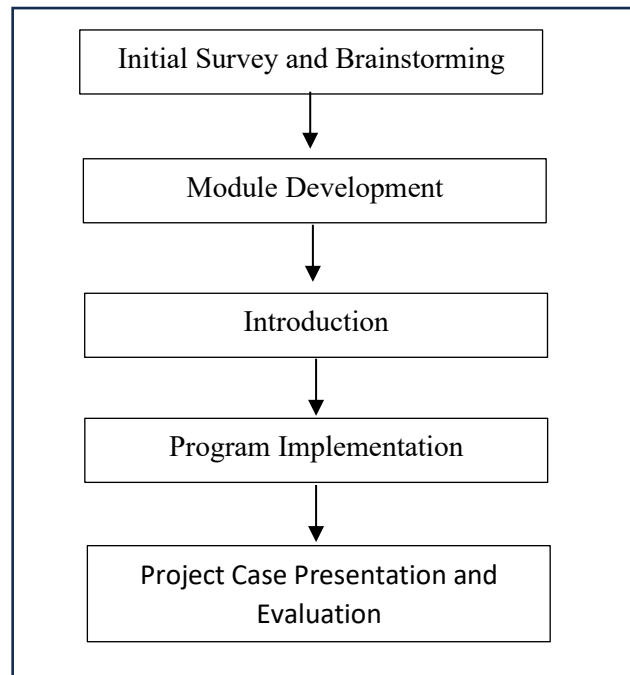 Initial Survey and Brainstorming
Module Development
Introduction
Program Implementation
Project Case Presentation and
Evaluation